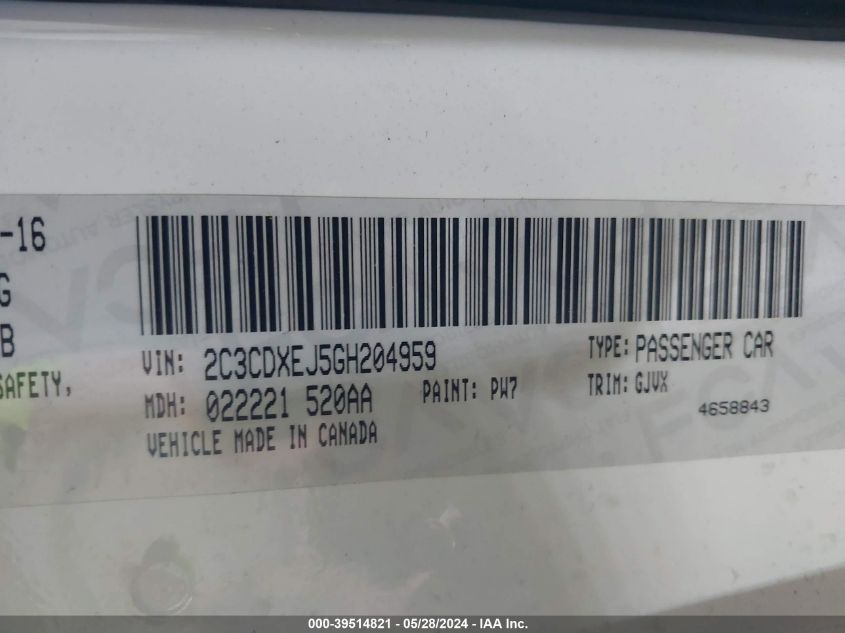 -16
G
B
SAFETY,
VIN: 2C3CDXEJ5GH204959
TYPE: PASSENGER CAR
MDH: 022221 520AA
PAINT: PW7
TRIM: GJVX
4658843
VEHICLE MADE IN CANADA
000-39514821 - 05/28/2024 - IAA Inc.